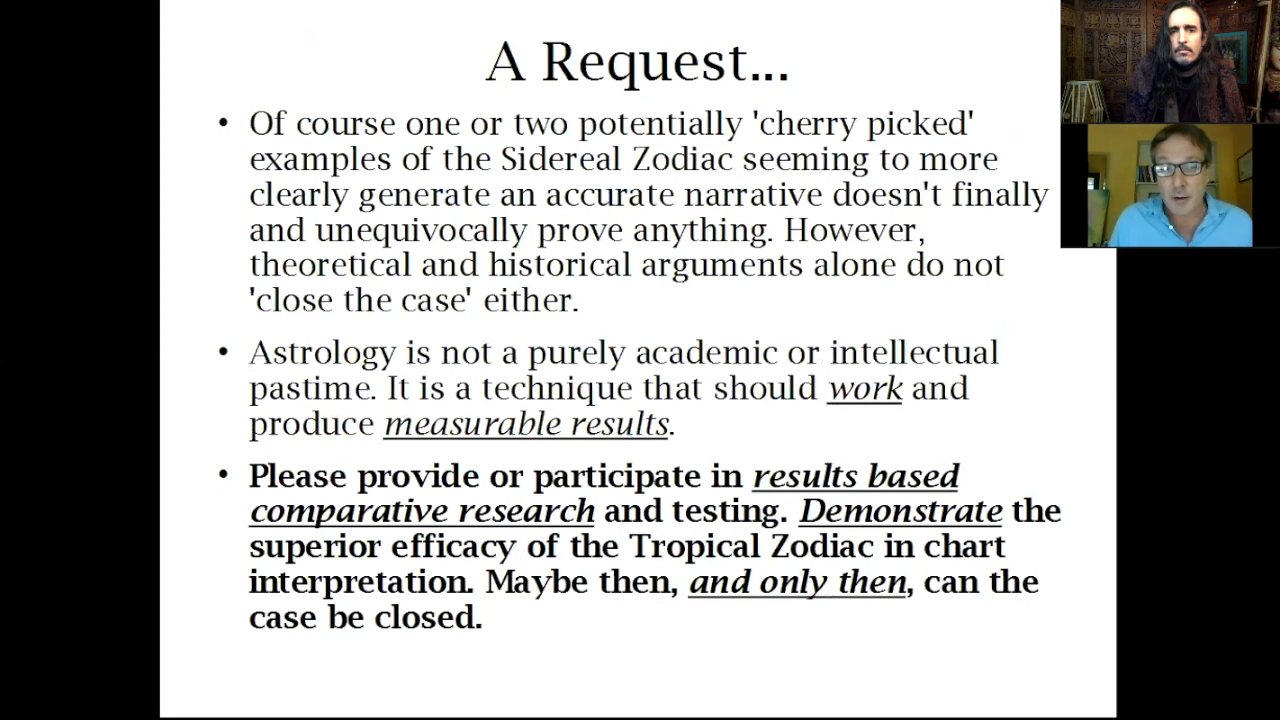 A Request...
• Of course one or two potentially 'cherry picked'
examples of the Sidereal Zodiac seeming to more
clearly generate an accurate narrative doesn't finally
and unequivocally prove anything. However,
theoretical and historical arguments alone do not
'close the case' either.
• Astrology is not a purely academic or intellectual
pastime. It is a technique that should work and
produce measurable results.
• Please provide or participate in results based
comparative research and testing. Demonstrate the
superior efficacy of the Tropical Zodiac in chart
interpretation. Maybe then, and only then, can the
case be closed.